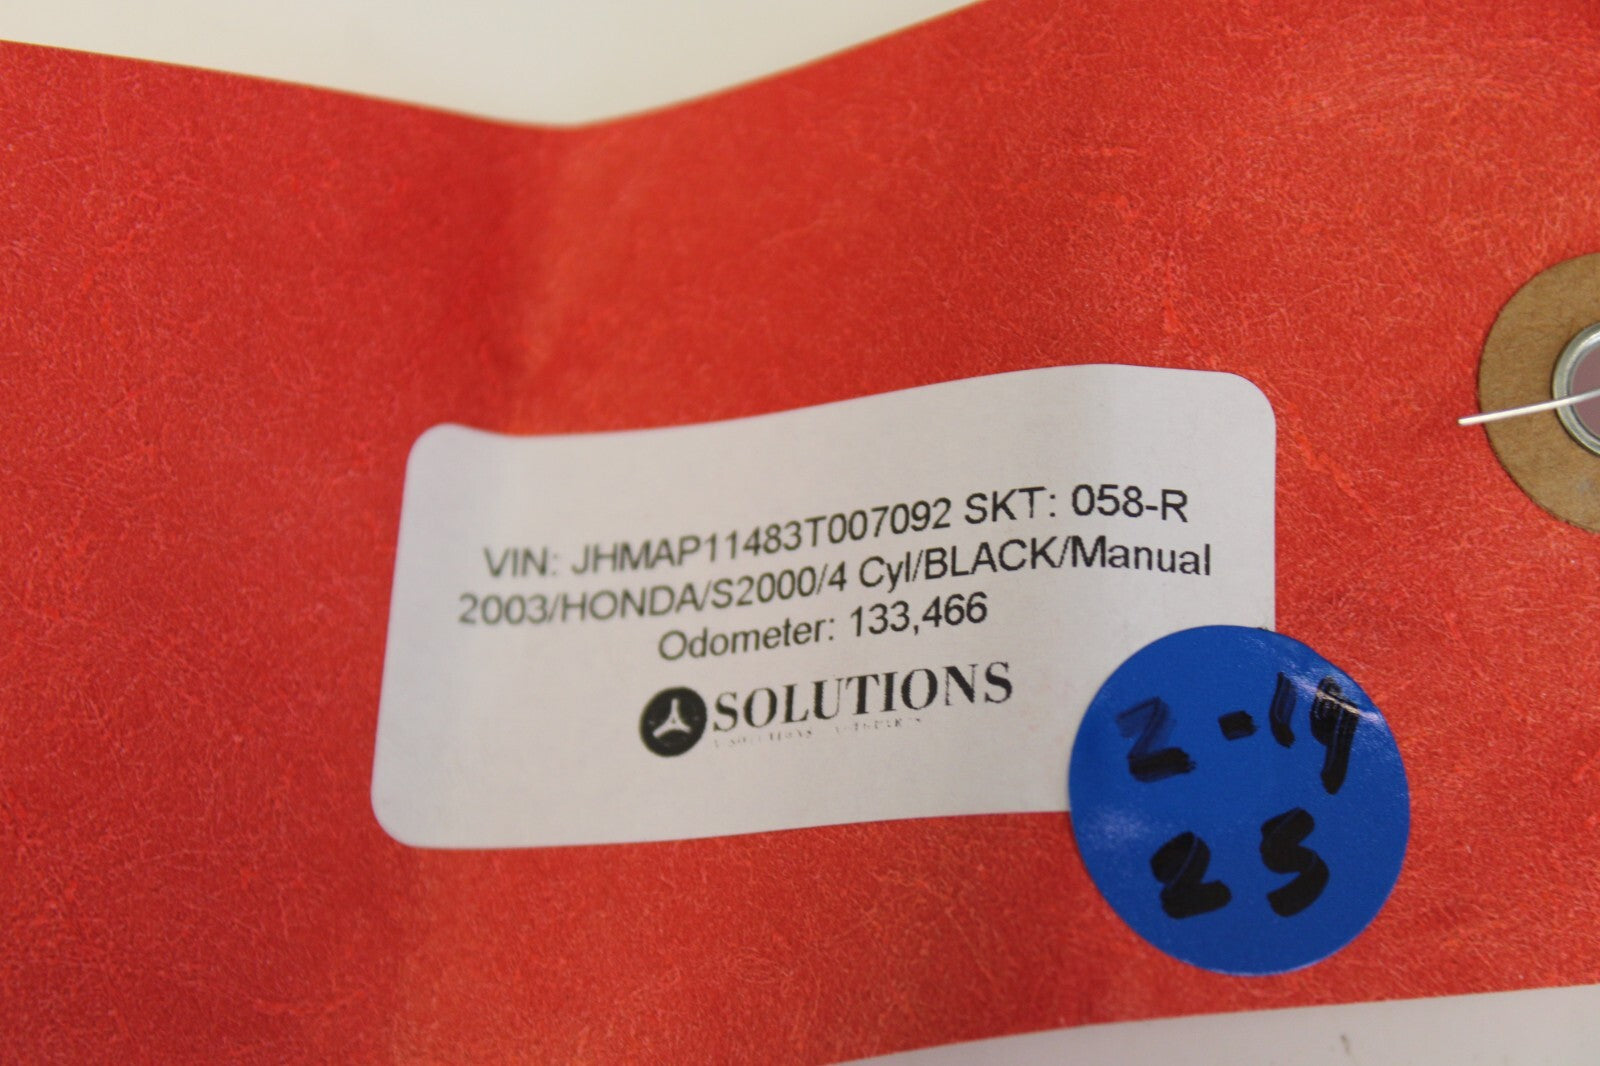 VIN: JHMAP11483T007092 SKT: 058-R
2003/HONDA/S2000/4 Cyl/BLACK/Manual
Odometer: 133,466
SOLUTIONS
2-19
25